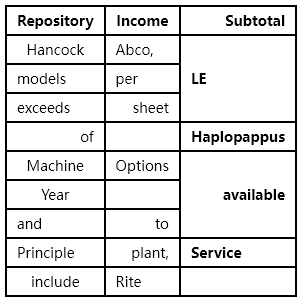 Repository Income Subtotal
Hancock Abco,
models per LE
exceeds sheet
of Haplopappus
Machine Options
Year available
and to
Principle plant, Service
include Rite